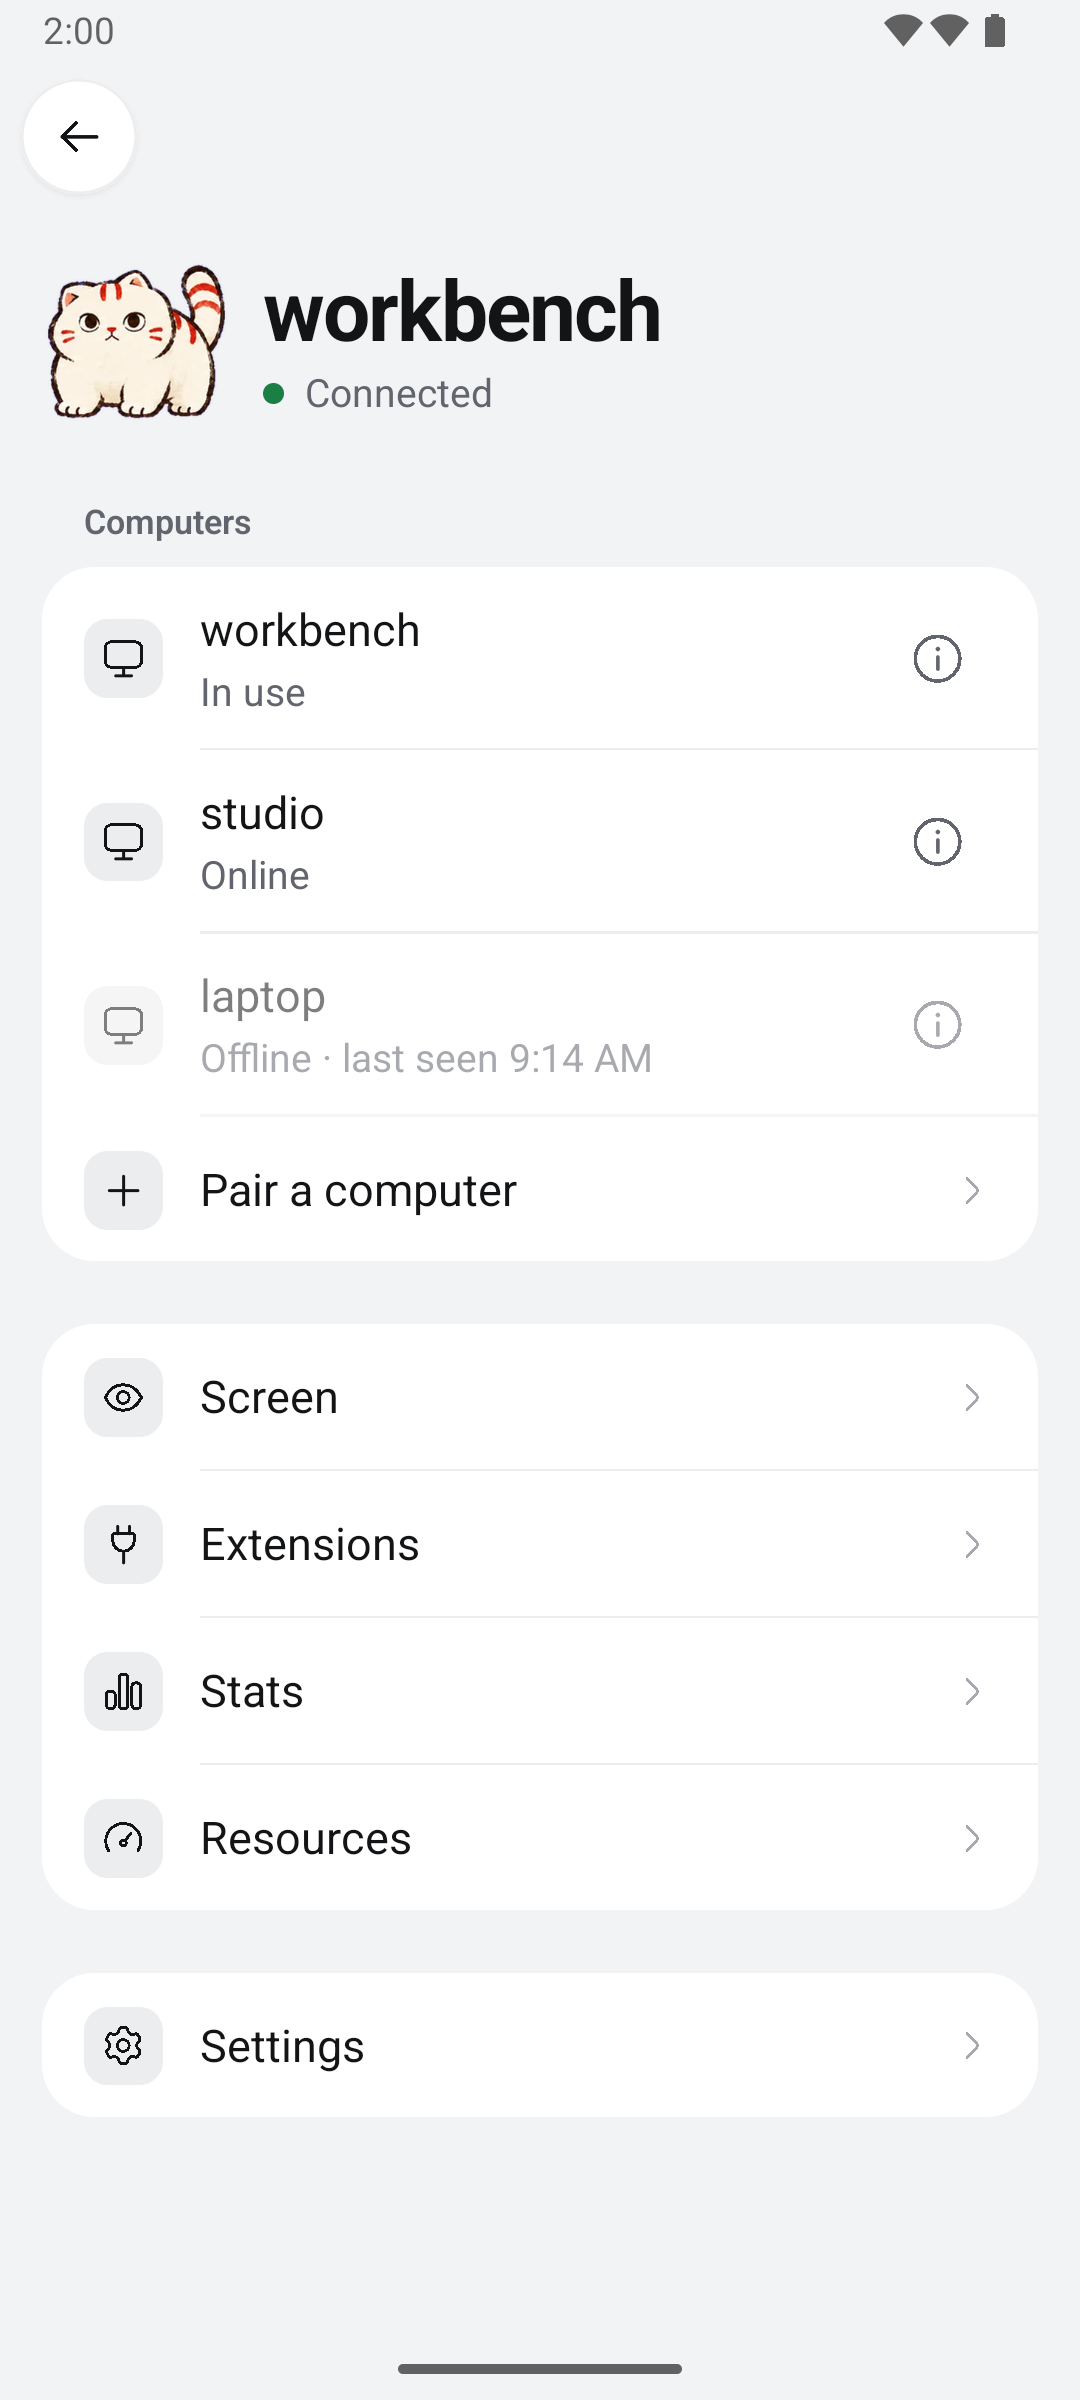 2:00
workbench
Connected
Computers
workbench
In use
studio
Online
laptop
Offline · last seen 9:14 AM
Pair a computer
Screen
Extensions
Stats
Resources
Settings